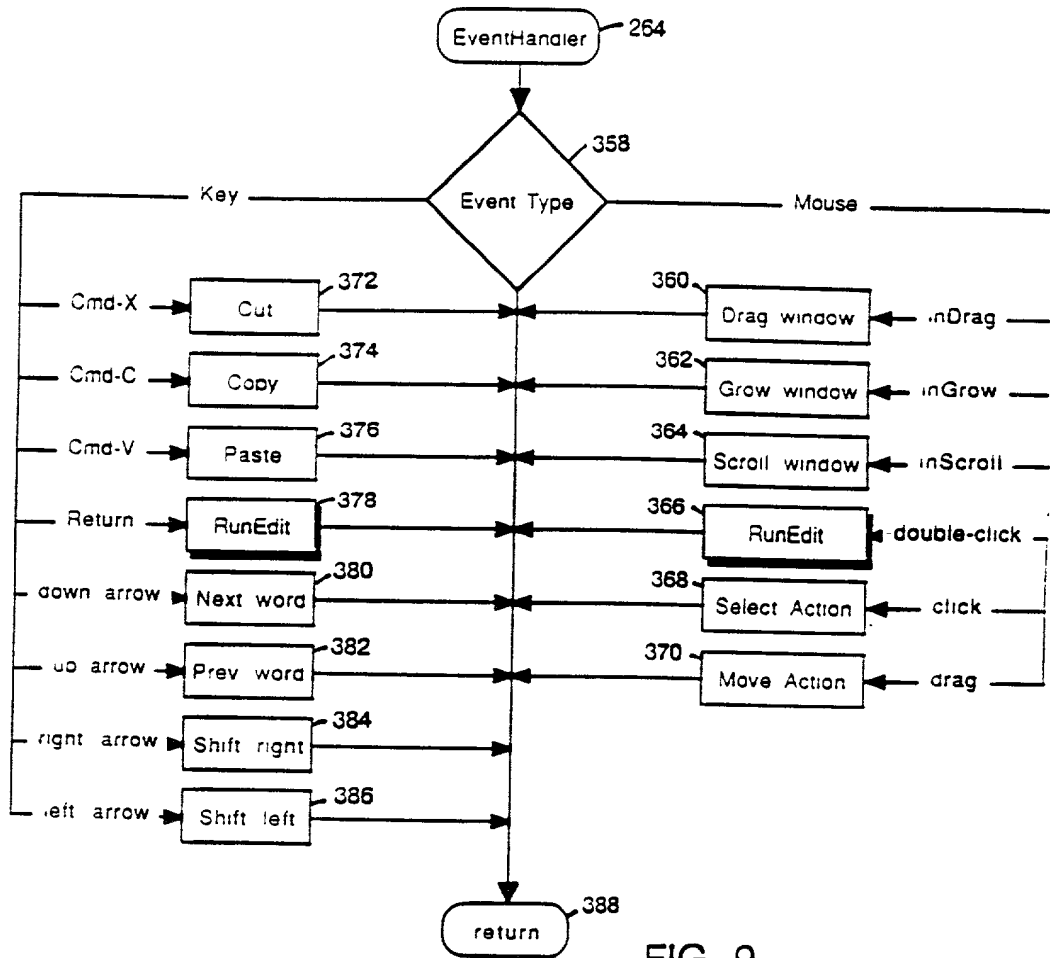 EventHandler 264
358
Event Type
Key
Mouse
Cmd-X Cut 372
360 Drag window inDrag
Cmd-C Copy 374
362 Grow window inGrow
Cmd-V Paste 376
364 Scroll window inScroll
Return RunEdit 378
366 RunEdit double-click
down arrow Next word 380
368 Select Action click
up arrow Prev word 382
370 Move Action drag
right arrow Shift right 384
left arrow Shift left 386
return 388
FIG 9